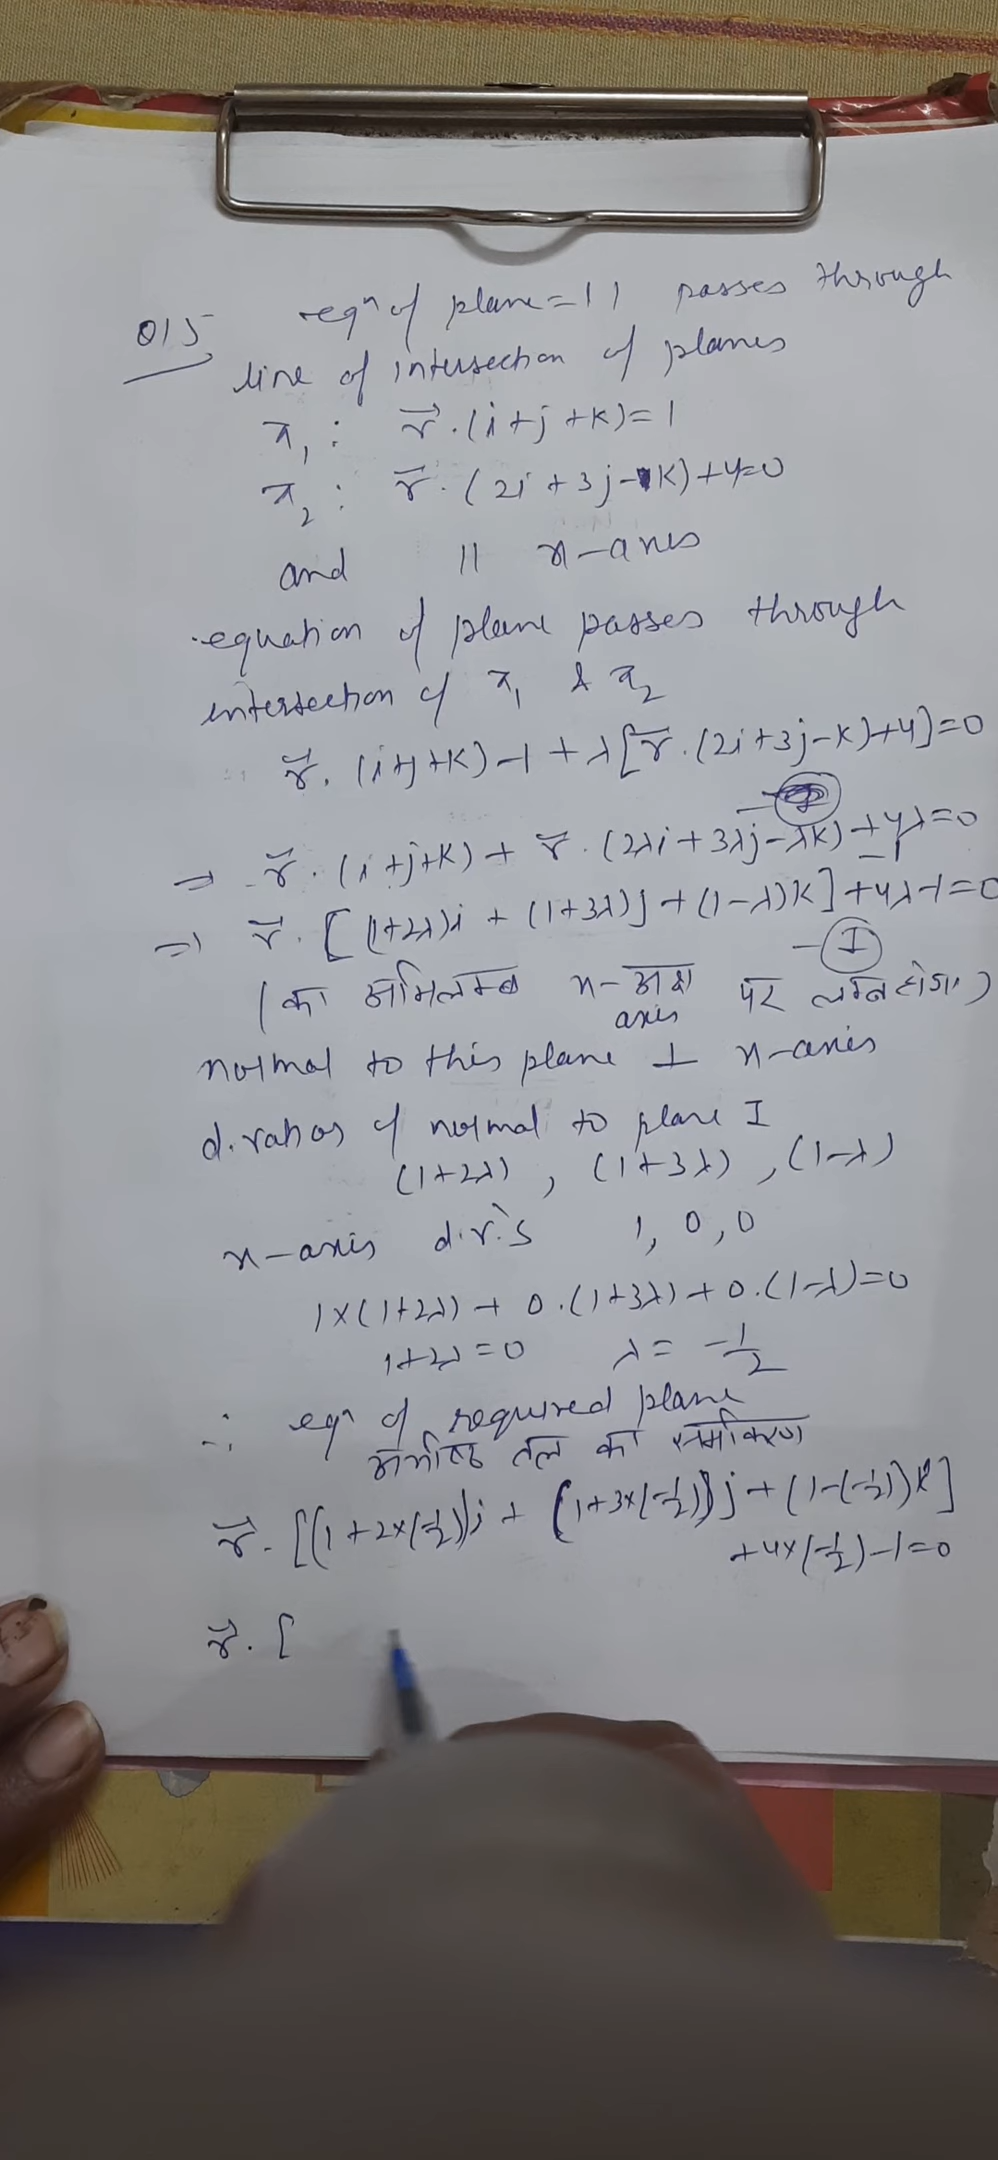 Q15 eqn of plane = ? passes through
line of intersection of planes
π₁ : r⃗.(i+j+k)=1
π₂ : r⃗.(2i+3j-k)+4=0
and || x-axis
equation of plane passes through
intersection of π₁ & π₂
r⃗.(i+j+k)-1+λ[r⃗.(2i+3j-k)+4]=0
⇒ r⃗.(i+j+k)+r⃗.(2λi+3λj-λk)+4λ-1=0
⇒ r⃗.[(1+2λ)i+(1+3λ)j+(1-λ)k]+4λ-1=0
- I
(का अभिलम्ब x-अक्ष पर लम्ब होगा)
axis
normal to this plane ⊥ x-axis
d.ratios of normal to plane I
(1+2λ), (1+3λ), (1-λ)
x-axis d.r.'s 1, 0, 0
1×(1+2λ)+0.(1+3λ)+0.(1-λ)=0
1+2λ=0 λ=-1/2
∴ eqn of required plane
अभीष्ट तल का समीकरण
r⃗.[(1+2×(-1/2))i+(1+3×(-1/2))j+(1-(-1/2))k]
+4×(-1/2)-1=0
r⃗.[